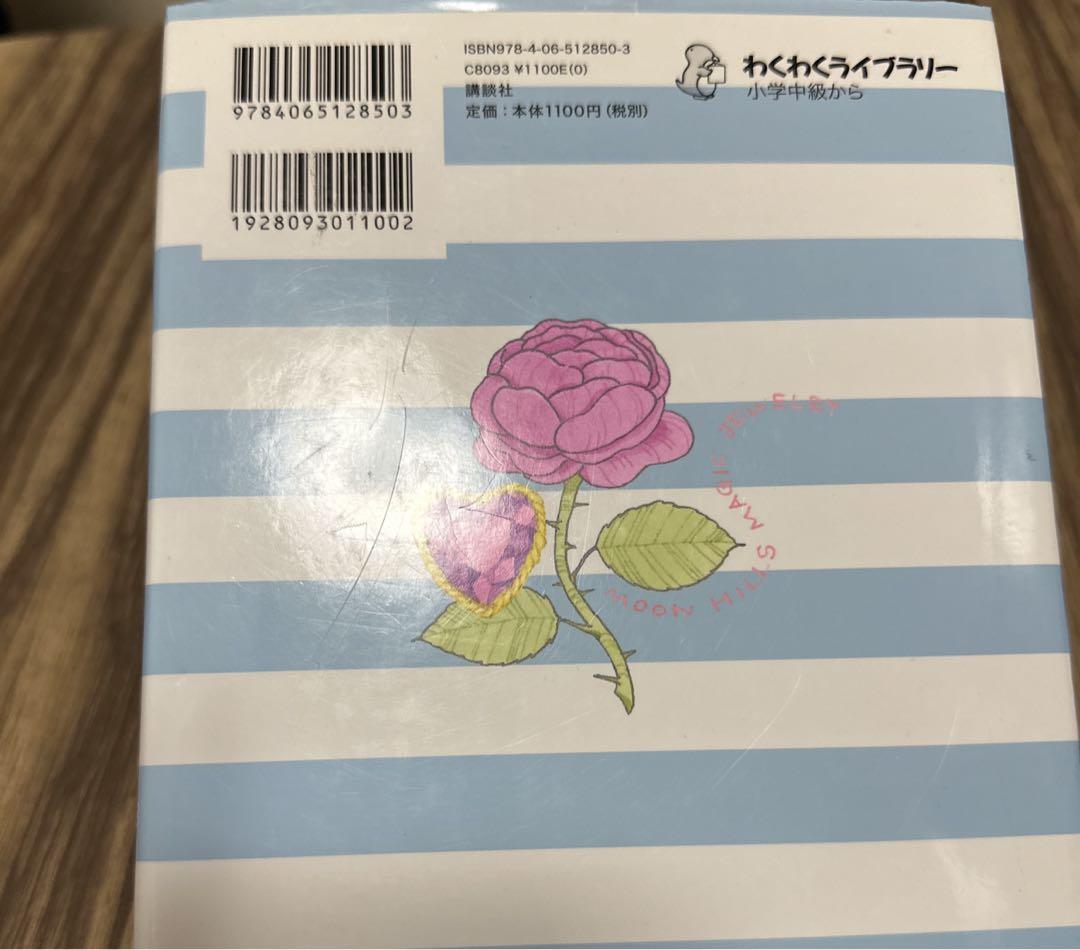 ISBN978-4-06-512850-3
C8093 ¥1100E(0)
講談社
定価：本体1100円（税別）
9784065128503
1928093011002
わくわくライブラリー
小学中級から
MOON HILL'S MAGIC JEWELRY